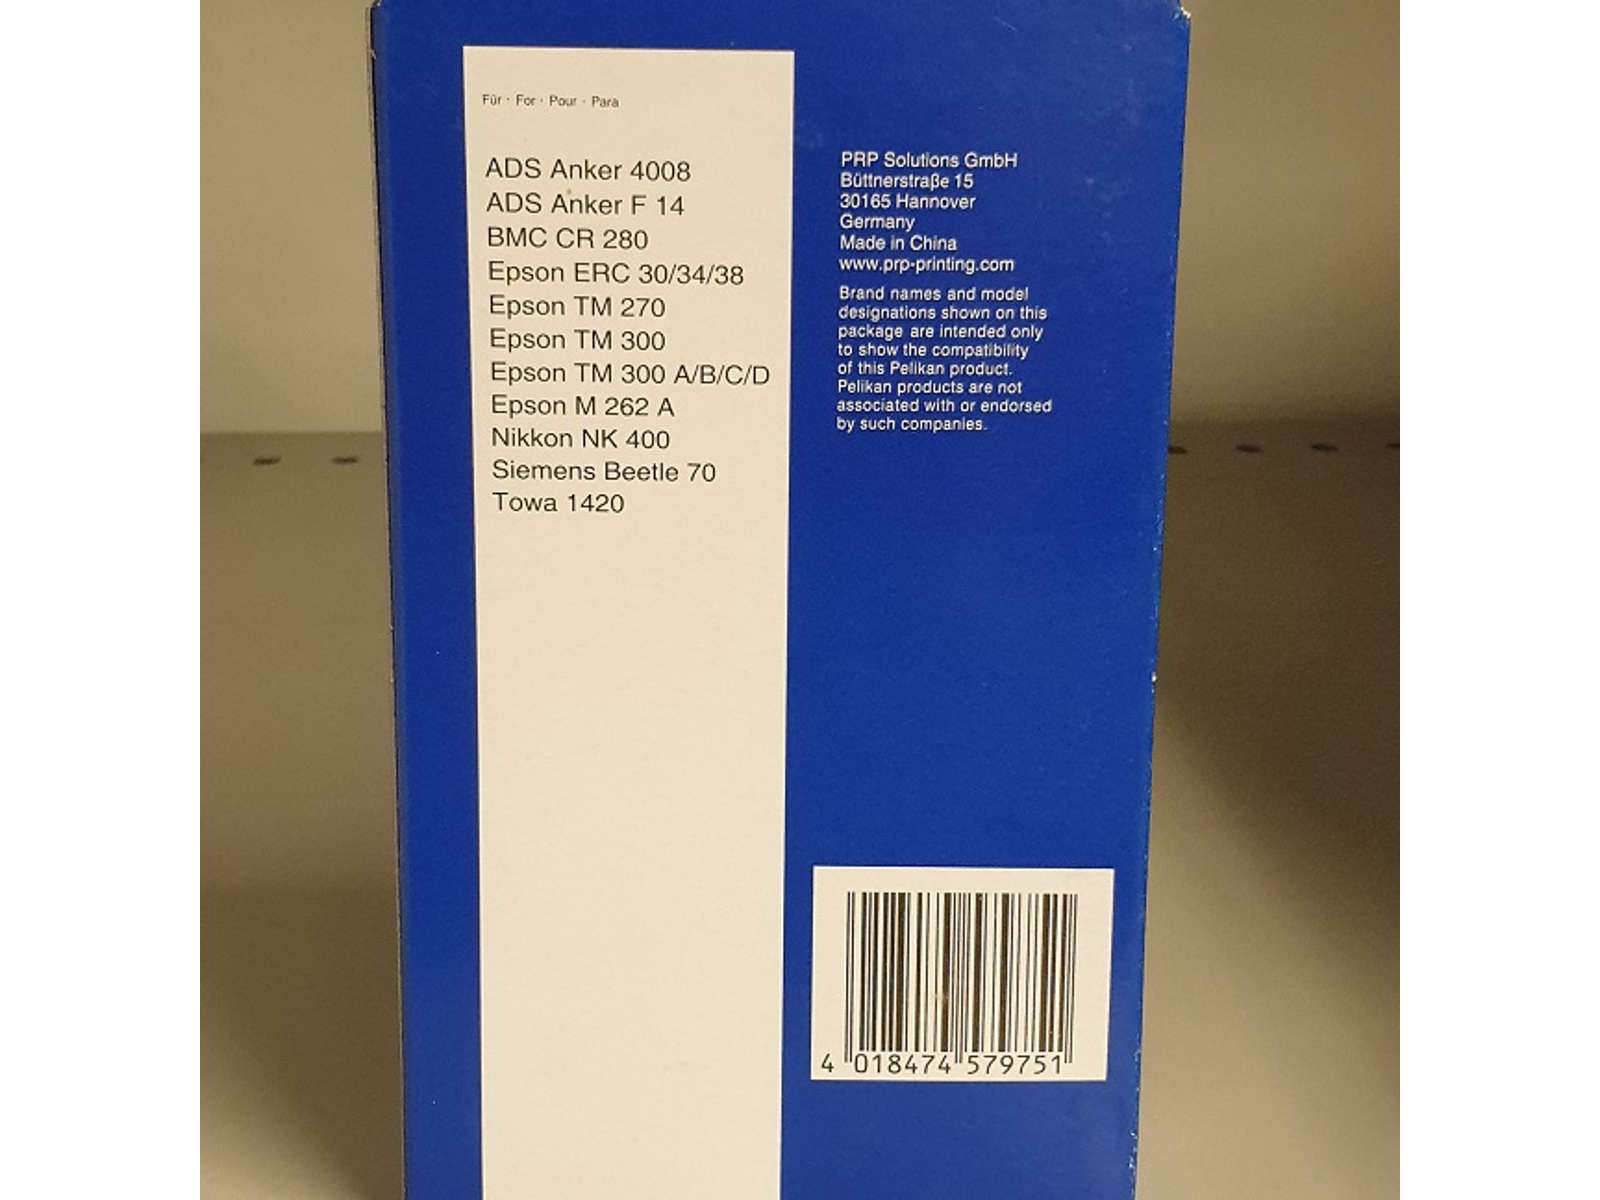 Für · For · Pour · Para
ADS Anker 4008
ADS Anker F 14
BMC CR 280
Epson ERC 30/34/38
Epson TM 270
Epson TM 300
Epson TM 300 A/B/C/D
Epson M 262 A
Nikkon NK 400
Siemens Beetle 70
Towa 1420
PRP Solutions GmbH
Büttnerstraße 15
30165 Hannover
Germany
Made in China
www.prp-printing.com
Brand names and model
designations shown on this
package are intended only
to show the compatibility
of this Pelikan product.
Pelikan products are not
associated with or endorsed
by such companies.
4 018474 579751